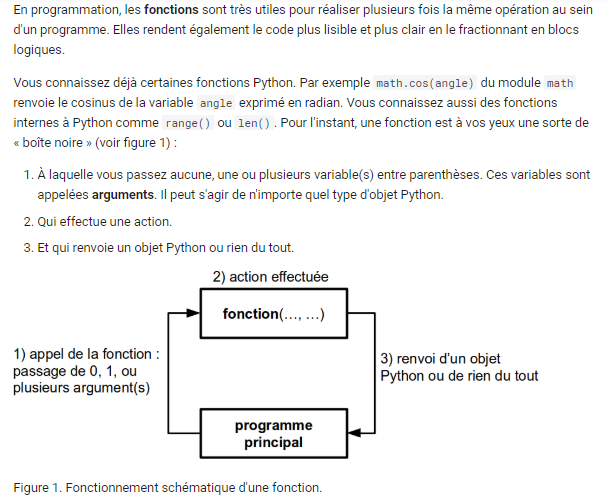 En programmation, les fonctions sont très utiles pour réaliser plusieurs fois la même opération au sein
d'un programme. Elles rendent également le code plus lisible et plus clair en le fractionnant en blocs
logiques.
Vous connaissez déjà certaines fonctions Python. Par exemple math.cos(angle) du module math
renvoie le cosinus de la variable angle exprimé en radian. Vous connaissez aussi des fonctions
internes à Python comme range() ou len() . Pour l'instant, une fonction est à vos yeux une sorte de
« boîte noire » (voir figure 1) :
1. À laquelle vous passez aucune, une ou plusieurs variable(s) entre parenthèses. Ces variables sont
appelées arguments. Il peut s'agir de n'importe quel type d'objet Python.
2. Qui effectue une action.
3. Et qui renvoie un objet Python ou rien du tout.
2) action effectuée
fonction(..., ...)
1) appel de la fonction :
passage de 0, 1, ou
plusieurs argument(s)
3) renvoi d'un objet
Python ou de rien du tout
programme
principal
Figure 1. Fonctionnement schématique d'une fonction.